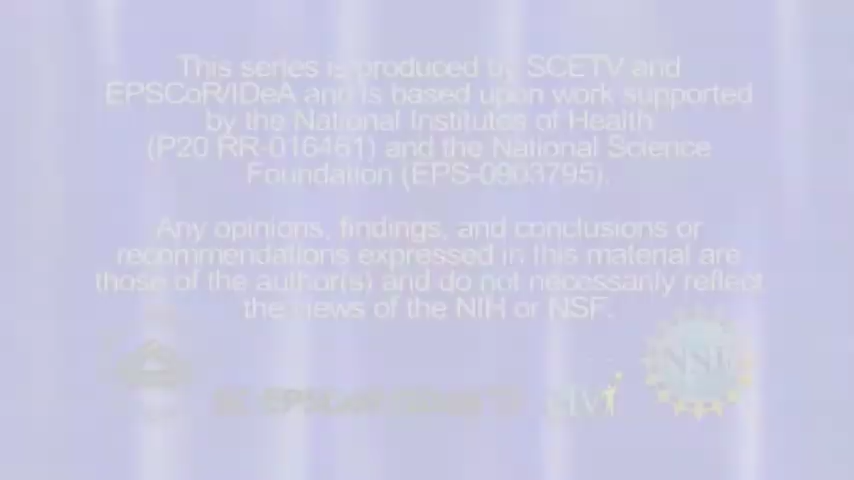 This series is produced by SCETV and
EPSCoR/IDeA and is based upon work supported
by the National Institutes of Health
(P20 RR-016461) and the National Science
Foundation (EPS-0903795).
Any opinions, findings, and conclusions or
recommendations expressed in this material are
those of the author(s) and do not necessarily reflect
the views of the NIH or NSF.
NSF